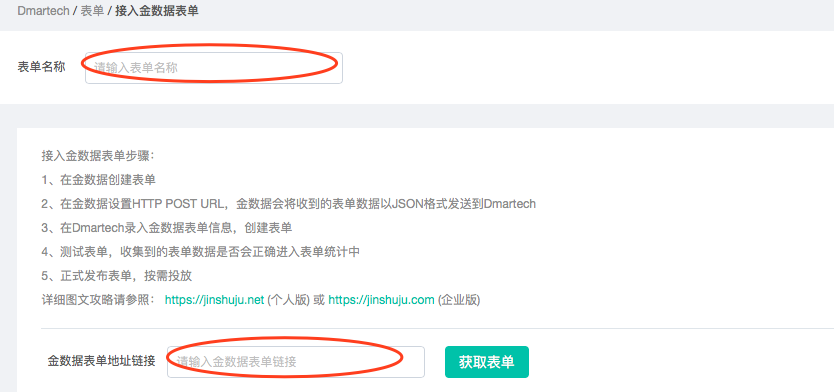 Dmartech / 表单 / 接入金数据表单
表单名称 请输入表单名称
接入金数据表单步骤：
1、在金数据创建表单
2、在金数据设置HTTP POST URL，金数据会将收到的表单数据以JSON格式发送到Dmartech
3、在Dmartech录入金数据表单信息，创建表单
4、测试表单，收集到的表单数据是否会正确进入表单统计中
5、正式发布表单，按需投放
详细图文攻略请参照： https://jinshuju.net (个人版) 或 https://jinshuju.com (企业版)
金数据表单地址链接 请输入金数据表单链接 获取表单